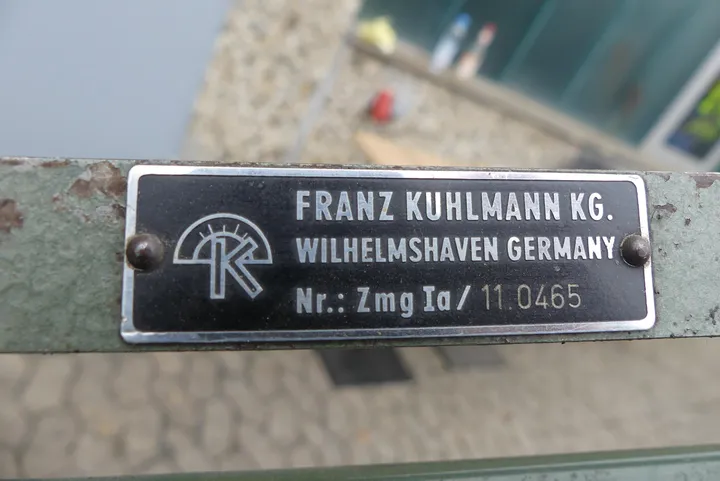 FRANZ KUHLMANN KG.
WILHELMSHAVEN GERMANY
K
Nr.: Zmg Ia/ 11.0465